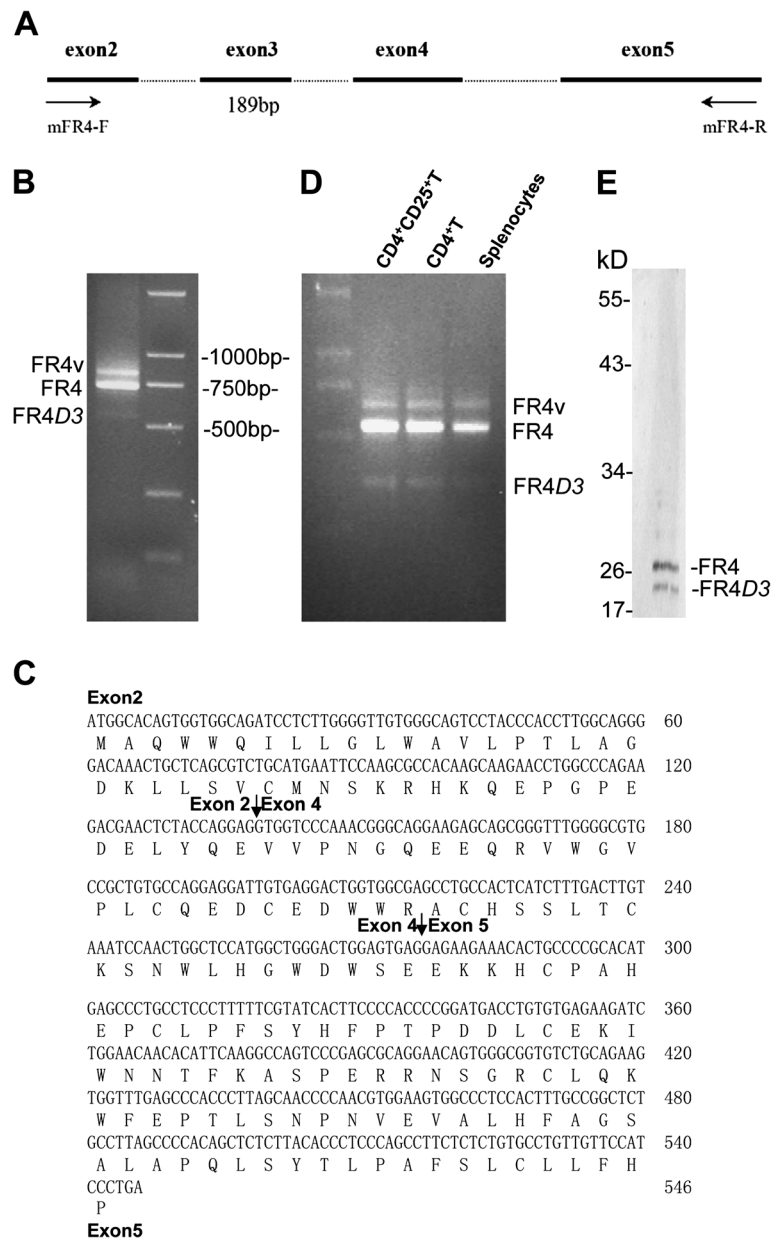 A
exon2 exon3 exon4 exon5
189bp
mFR4-F mFR4-R
B
D
E
CD4+CD25+T
CD4+T
Splenocytes
FR4v
FR4
FR4D3
-1000bp-
-750bp-
-500bp-
FR4v
FR4
FR4D3
kD
55-
43-
34-
26-
17-
-FR4
-FR4D3
C
Exon2
ATGGCACAGTGGTGGCAGATCCTCTTGGGGTTGTGGGCAGTCCTACCCACCTTGGCAGGG 60
M A Q W W Q I L L G L W A V L P T L A G
GACAAACTGCTCAGCGTCTGCATGAATTCCAAGCGCCACAAGCAAGAACCTGGCCCAGAA 120
D K L L S V C M N S K R H K Q E P G P E
Exon 2 Exon 4
GACGAACTCTACCAGGAGGTGGTCCCAAACGGGCAGGAAGAGCAGCGGGTTTGGGGCGTG 180
D E L Y Q E V V P N G Q E E Q R V W G V
CCGCTGTGCCAGGAGGATTGTGAGGACTGGTGGCGAGCCTGCCACTCATCTTTGACTTGT 240
P L C Q E D C E D W W R A C H S S L T C
Exon 4 Exon 5
AAATCCAACTGGCTCCATGGCTGGGACTGGAGTGAGGAGAAGAAACACTGCCCCGCACAT 300
K S N W L H G W D W S E E K K H C P A H
GAGCCCTGCCTCCCTTTTTCGTATCACTTCCCCACCCCGGATGACCTGTGTGAGAAGATC 360
E P C L P F S Y H F P T P D D L C E K I
TGGAACAACACATTCAAGGCCAGTCCCGAGCGCAGGAACAGTGGGCGGTGTCTGCAGAAG 420
W N N T F K A S P E R R N S G R C L Q K
TGGTTTGAGCCCACCCTTAGCAACCCCAACGTGGAAGTGGCCCTCCACTTTGCCGGCTCT 480
W F E P T L S N P N V E V A L H F A G S
GCCTTAGCCCCACAGCTCTCTTACACCCTCCCAGCCTTCTCTCTGTGCCTGTTGTTCCAT 540
A L A P Q L S Y T L P A F S L C L L F H
CCCTGA 546
P
Exon5